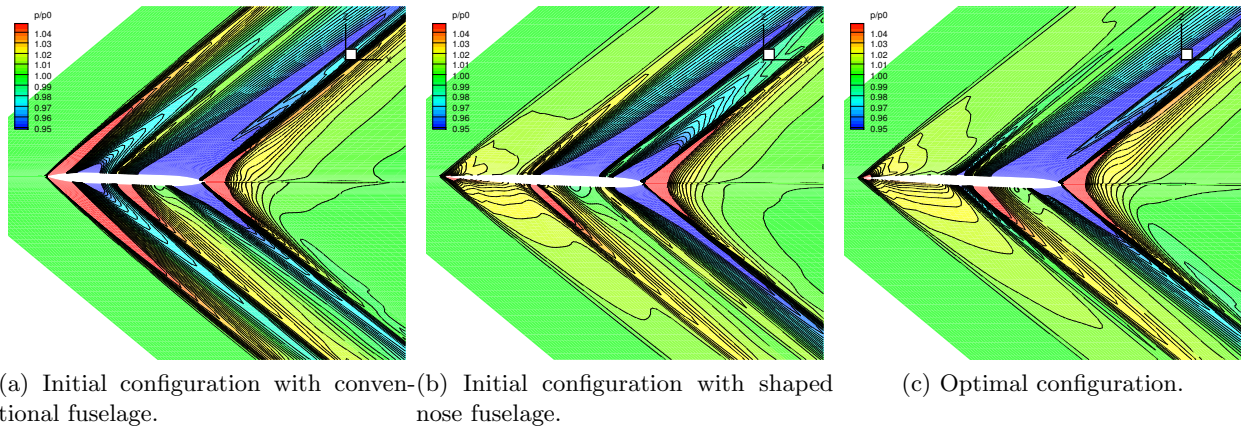 p/p0
1.04
1.03
1.02
1.01
1.00
0.99
0.98
0.97
0.96
0.95
Z
X
p/p0
1.04
1.03
1.02
1.01
1.00
0.99
0.98
0.97
0.96
0.95
Z
X
p/p0
1.04
1.03
1.02
1.01
1.00
0.99
0.98
0.97
0.96
0.95
Z
X
(a) Initial configuration with conven-
tional fuselage.
(b) Initial configuration with shaped
nose fuselage.
(c) Optimal configuration.